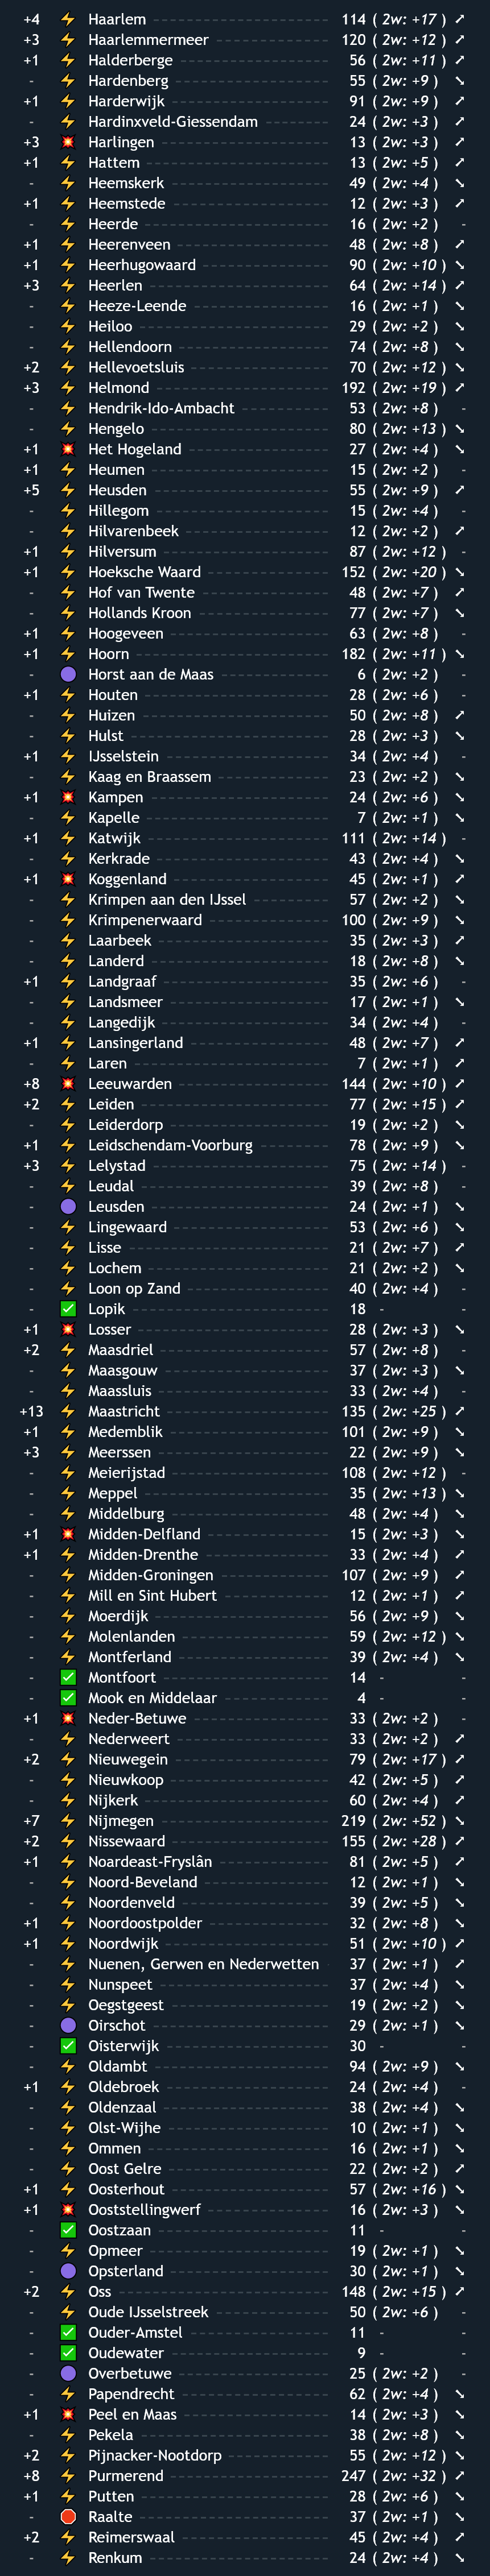 +4 ⚡ Haarlem 114 ( 2w: +17 ) ➚
+3 ⚡ Haarlemmermeer 120 ( 2w: +12 ) ➚
+1 ⚡ Halderberge 56 ( 2w: +11 ) ➚
- ⚡ Hardenberg 55 ( 2w: +9 ) ➘
+1 ⚡ Harderwijk 91 ( 2w: +9 ) ➚
- ⚡ Hardinxveld-Giessendam 24 ( 2w: +3 ) ➚
+3 💥 Harlingen 13 ( 2w: +3 ) ➚
+1 ⚡ Hattem 13 ( 2w: +5 ) ➚
- ⚡ Heemskerk 49 ( 2w: +4 ) ➘
+1 ⚡ Heemstede 12 ( 2w: +3 ) ➚
- ⚡ Heerde 16 ( 2w: +2 ) -
+1 ⚡ Heerenveen 48 ( 2w: +8 ) ➚
+1 ⚡ Heerhugowaard 90 ( 2w: +10 ) ➘
+3 ⚡ Heerlen 64 ( 2w: +14 ) ➚
- ⚡ Heeze-Leende 16 ( 2w: +1 ) ➘
- ⚡ Heiloo 29 ( 2w: +2 ) ➘
- ⚡ Hellendoorn 74 ( 2w: +8 ) ➘
+2 ⚡ Hellevoetsluis 70 ( 2w: +12 ) ➘
+3 ⚡ Helmond 192 ( 2w: +19 ) ➚
- ⚡ Hendrik-Ido-Ambacht 53 ( 2w: +8 ) -
- ⚡ Hengelo 80 ( 2w: +13 ) ➘
+1 💥 Het Hogeland 27 ( 2w: +4 ) ➘
+1 ⚡ Heumen 15 ( 2w: +2 ) -
+5 ⚡ Heusden 55 ( 2w: +9 ) ➚
- ⚡ Hillegom 15 ( 2w: +4 ) -
- ⚡ Hilvarenbeek 12 ( 2w: +2 ) ➚
+1 ⚡ Hilversum 87 ( 2w: +12 ) -
+1 ⚡ Hoeksche Waard 152 ( 2w: +20 ) ➘
- ⚡ Hof van Twente 48 ( 2w: +7 ) ➚
- ⚡ Hollands Kroon 77 ( 2w: +7 ) ➘
+1 ⚡ Hoogeveen 63 ( 2w: +8 ) -
+1 ⚡ Hoorn 182 ( 2w: +11 ) ➘
- 🟣 Horst aan de Maas 6 ( 2w: +2 ) -
+1 ⚡ Houten 28 ( 2w: +6 ) -
- ⚡ Huizen 50 ( 2w: +8 ) ➚
- ⚡ Hulst 28 ( 2w: +3 ) ➘
+1 ⚡ IJsselstein 34 ( 2w: +4 ) -
- ⚡ Kaag en Braassem 23 ( 2w: +2 ) ➘
+1 💥 Kampen 24 ( 2w: +6 ) ➘
- ⚡ Kapelle 7 ( 2w: +1 ) ➘
+1 ⚡ Katwijk 111 ( 2w: +14 ) -
- ⚡ Kerkrade 43 ( 2w: +4 ) ➘
+1 💥 Koggenland 45 ( 2w: +1 ) ➚
- ⚡ Krimpen aan den IJssel 57 ( 2w: +2 ) ➘
- ⚡ Krimpenerwaard 100 ( 2w: +9 ) ➘
- ⚡ Laarbeek 35 ( 2w: +3 ) ➚
- ⚡ Landerd 18 ( 2w: +8 ) ➘
+1 ⚡ Landgraaf 35 ( 2w: +6 ) -
- ⚡ Landsmeer 17 ( 2w: +1 ) ➘
- ⚡ Langedijk 34 ( 2w: +4 ) -
+1 ⚡ Lansingerland 48 ( 2w: +7 ) ➚
- ⚡ Laren 7 ( 2w: +1 ) ➚
+8 💥 Leeuwarden 144 ( 2w: +10 ) ➚
+2 ⚡ Leiden 77 ( 2w: +15 ) ➚
- ⚡ Leiderdorp 19 ( 2w: +2 ) ➘
+1 ⚡ Leidschendam-Voorburg 78 ( 2w: +9 ) ➘
+3 ⚡ Lelystad 75 ( 2w: +14 ) -
- ⚡ Leudal 39 ( 2w: +8 ) -
- 🟣 Leusden 24 ( 2w: +1 ) ➘
- ⚡ Lingewaard 53 ( 2w: +6 ) ➘
- ⚡ Lisse 21 ( 2w: +7 ) ➚
- ⚡ Lochem 21 ( 2w: +2 ) ➘
- ⚡ Loon op Zand 40 ( 2w: +4 ) -
- ✅ Lopik 18 - -
+1 💥 Losser 28 ( 2w: +3 ) ➘
+2 ⚡ Maasdriel 57 ( 2w: +8 ) -
- ⚡ Maasgouw 37 ( 2w: +3 ) ➘
- ⚡ Maassluis 33 ( 2w: +4 ) -
+13 ⚡ Maastricht 135 ( 2w: +25 ) ➚
+1 ⚡ Medemblik 101 ( 2w: +9 ) ➘
+3 ⚡ Meerssen 22 ( 2w: +9 ) ➘
- ⚡ Meierijstad 108 ( 2w: +12 ) -
- ⚡ Meppel 35 ( 2w: +13 ) ➘
- ⚡ Middelburg 48 ( 2w: +4 ) ➘
+1 💥 Midden-Delfland 15 ( 2w: +3 ) ➘
+1 ⚡ Midden-Drenthe 33 ( 2w: +4 ) ➚
- ⚡ Midden-Groningen 107 ( 2w: +9 ) ➚
- ⚡ Mill en Sint Hubert 12 ( 2w: +1 ) ➚
- ⚡ Moerdijk 56 ( 2w: +9 ) ➘
- ⚡ Molenlanden 59 ( 2w: +12 ) ➘
- ⚡ Montferland 39 ( 2w: +4 ) ➘
- ✅ Montfoort 14 - -
- ✅ Mook en Middelaar 4 - -
+1 💥 Neder-Betuwe 33 ( 2w: +2 ) -
- ⚡ Nederweert 33 ( 2w: +2 ) ➚
+2 ⚡ Nieuwegein 79 ( 2w: +17 ) ➚
- ⚡ Nieuwkoop 42 ( 2w: +5 ) ➚
- ⚡ Nijkerk 60 ( 2w: +4 ) ➚
+7 ⚡ Nijmegen 219 ( 2w: +52 ) ➘
+2 ⚡ Nissewaard 155 ( 2w: +28 ) ➚
+1 ⚡ Noardeast-Fryslân 81 ( 2w: +5 ) ➚
- ⚡ Noord-Beveland 12 ( 2w: +1 ) ➘
- ⚡ Noordenveld 39 ( 2w: +5 ) ➘
+1 ⚡ Noordoostpolder 32 ( 2w: +8 ) ➘
+1 ⚡ Noordwijk 51 ( 2w: +10 ) ➚
- ⚡ Nuenen, Gerwen en Nederwetten 37 ( 2w: +1 ) ➚
- ⚡ Nunspeet 37 ( 2w: +4 ) ➘
- ⚡ Oegstgeest 19 ( 2w: +2 ) ➘
- 🟣 Oirschot 29 ( 2w: +1 ) ➘
- ✅ Oisterwijk 30 - -
- ⚡ Oldambt 94 ( 2w: +9 ) ➘
+1 ⚡ Oldebroek 24 ( 2w: +4 ) -
- ⚡ Oldenzaal 38 ( 2w: +4 ) ➘
- ⚡ Olst-Wijhe 10 ( 2w: +1 ) ➘
- ⚡ Ommen 16 ( 2w: +1 ) ➘
- ⚡ Oost Gelre 22 ( 2w: +2 ) ➚
+1 ⚡ Oosterhout 57 ( 2w: +16 ) ➘
+1 💥 Ooststellingwerf 16 ( 2w: +3 ) ➘
- ✅ Oostzaan 11 - -
- ⚡ Opmeer 19 ( 2w: +1 ) ➘
- 🟣 Opsterland 30 ( 2w: +1 ) ➘
+2 ⚡ Oss 148 ( 2w: +15 ) ➚
- ⚡ Oude IJsselstreek 50 ( 2w: +6 ) -
- ✅ Ouder-Amstel 11 - -
- ✅ Oudewater 9 - -
- 🟣 Overbetuwe 25 ( 2w: +2 ) -
- ⚡ Papendrecht 62 ( 2w: +4 ) ➘
+1 💥 Peel en Maas 14 ( 2w: +3 ) ➘
- ⚡ Pekela 38 ( 2w: +8 ) ➘
+2 ⚡ Pijnacker-Nootdorp 55 ( 2w: +12 ) ➘
+8 ⚡ Purmerend 247 ( 2w: +32 ) ➚
+1 ⚡ Putten 28 ( 2w: +6 ) ➘
- 🛑 Raalte 37 ( 2w: +1 ) ➘
+2 ⚡ Reimerswaal 45 ( 2w: +4 ) ➚
- ⚡ Renkum 24 ( 2w: +4 ) ➘